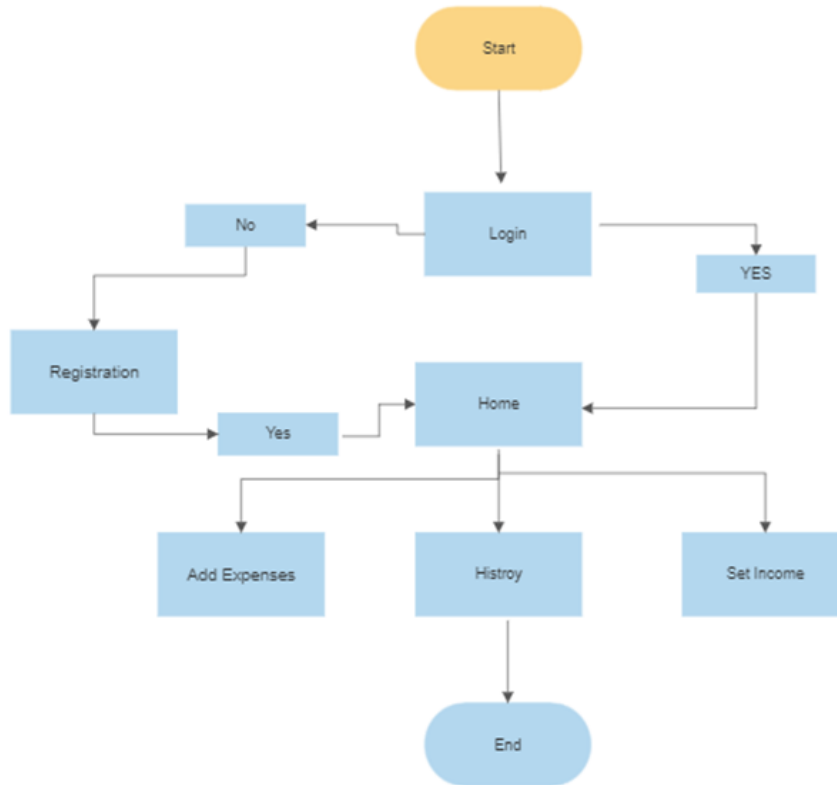 Start
Login
No
YES
Registration
Home
Yes
Add Expenses
Histroy
Set Income
End